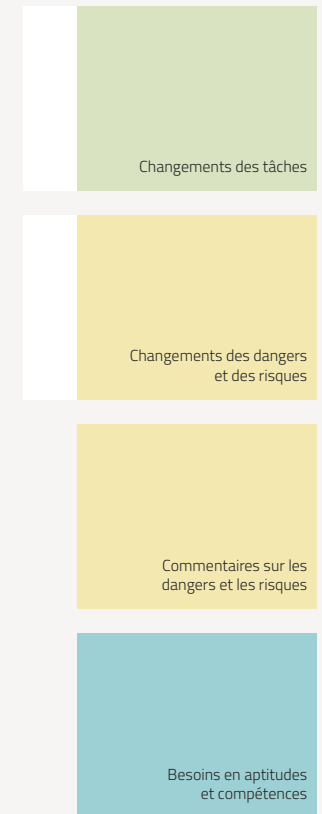 Changements des tâches
Changements des dangers
et des risques
Commentaires sur les
dangers et les risques
Besoins en aptitudes
et compétences